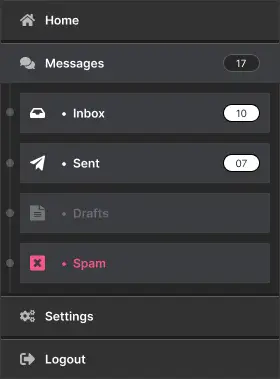 Home
Messages 17
• Inbox 10
• Sent 07
• Drafts
• Spam
Settings
Logout